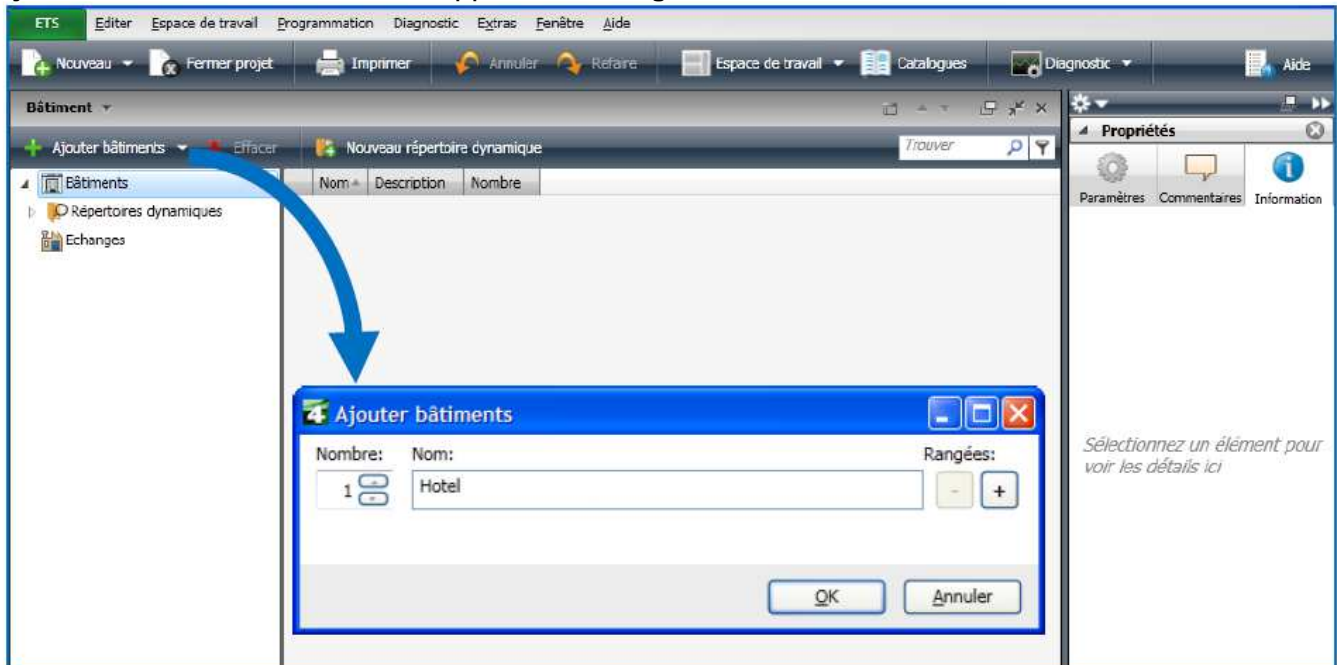 ETS Editer Espace de travail Programmation Diagnostic Extras Fenêtre Aide
Nouveau Fermer projet Imprimer Annuler Refaire Espace de travail Catalogues Diagnostic Aide
Bâtiment
Ajouter bâtiments Effacer Nouveau répertoire dynamique Trouver
Propriétés
Bâtiments
Nom Description Nombre
Paramètres Commentaires Information
Répertoires dynamiques
Echanges
4 Ajouter bâtiments
Nombre: Nom: Rangées:
1 Hotel - +
Sélectionnez un élément pour
voir les détails ici
OK Annuler